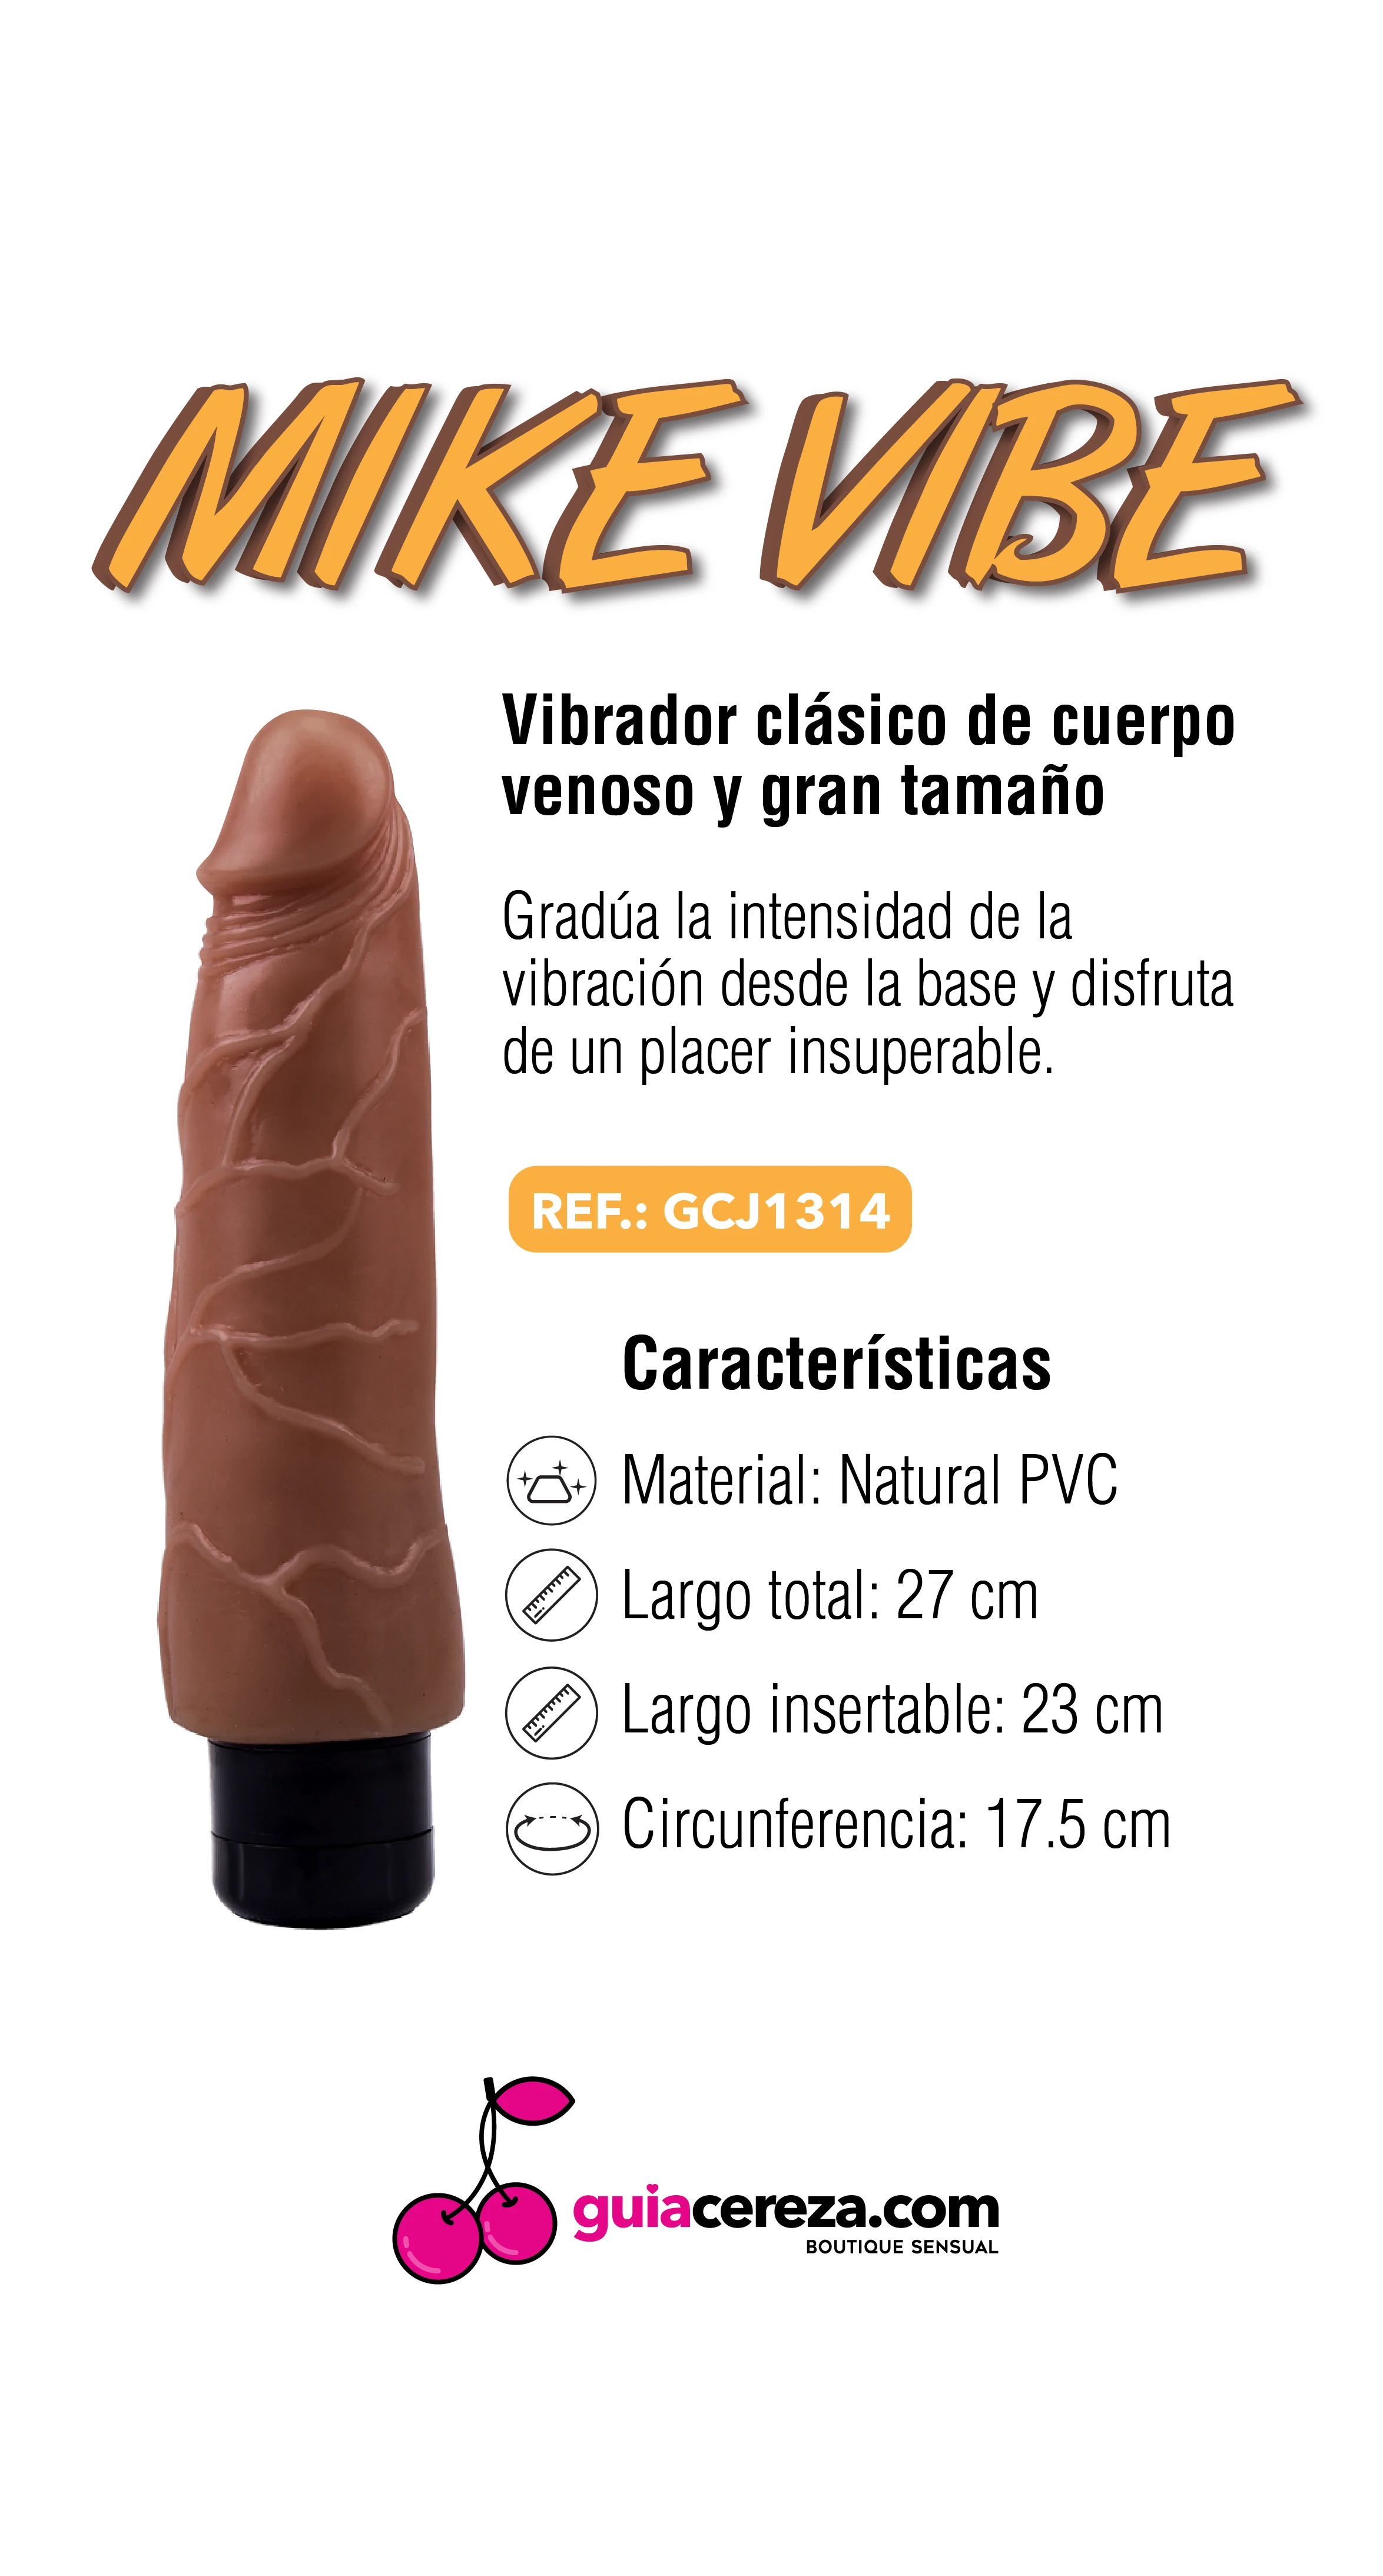 MIKE VIBE
Vibrador clásico de cuerpo
venoso y gran tamaño
Gradúa la intensidad de la
vibración desde la base y disfruta
de un placer insuperable.
REF.: GCJ1314
Características
Material: Natural PVC
Largo total: 27 cm
Largo insertable: 23 cm
Circunferencia: 17.5 cm
guiacereza.com
BOUTIQUE SENSUAL